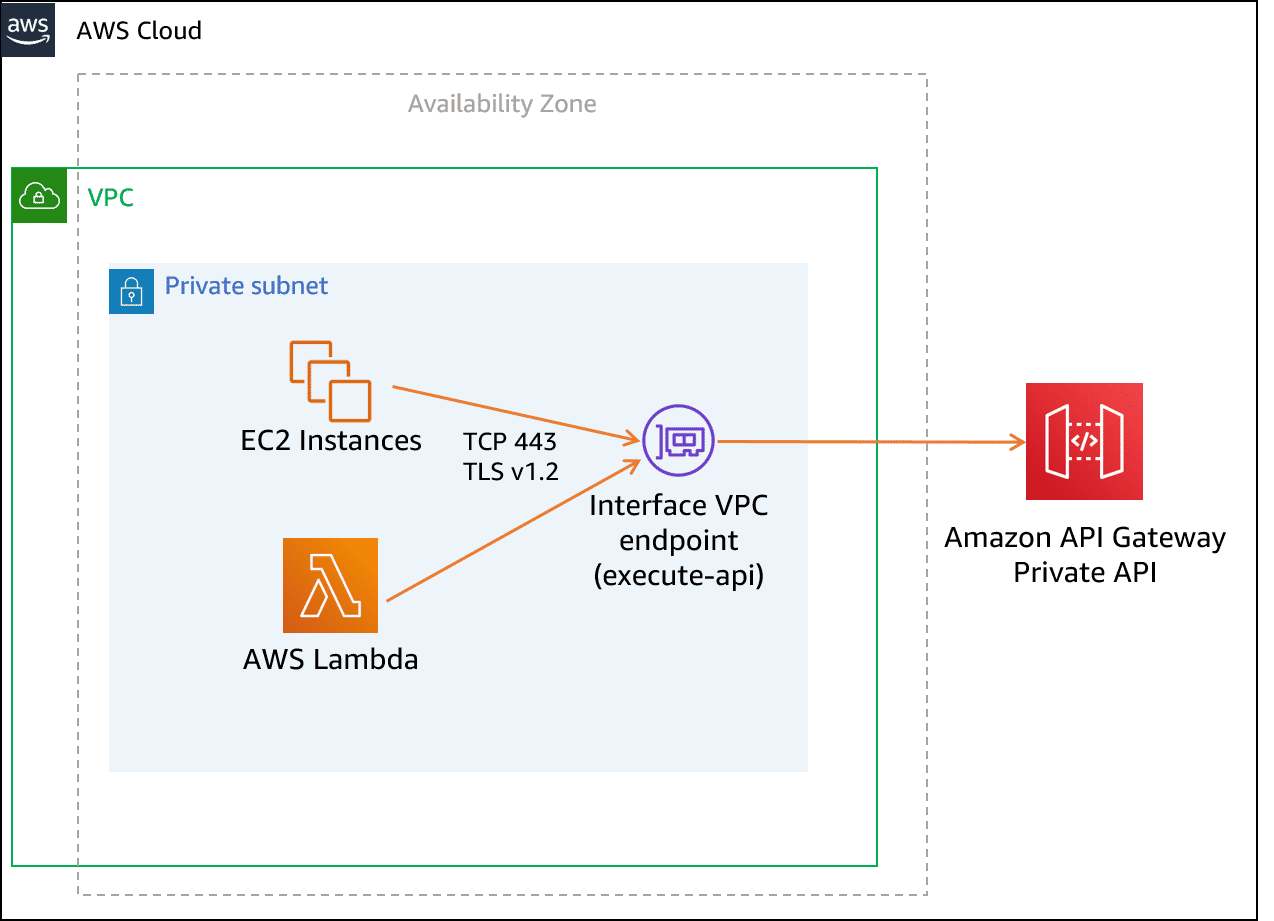 aws
AWS Cloud
Availability Zone
VPC
Private subnet
EC2 Instances
TCP 443
TLS v1.2
Interface VPC
endpoint
(execute-api)
</>
Amazon API Gateway
Private API
AWS Lambda